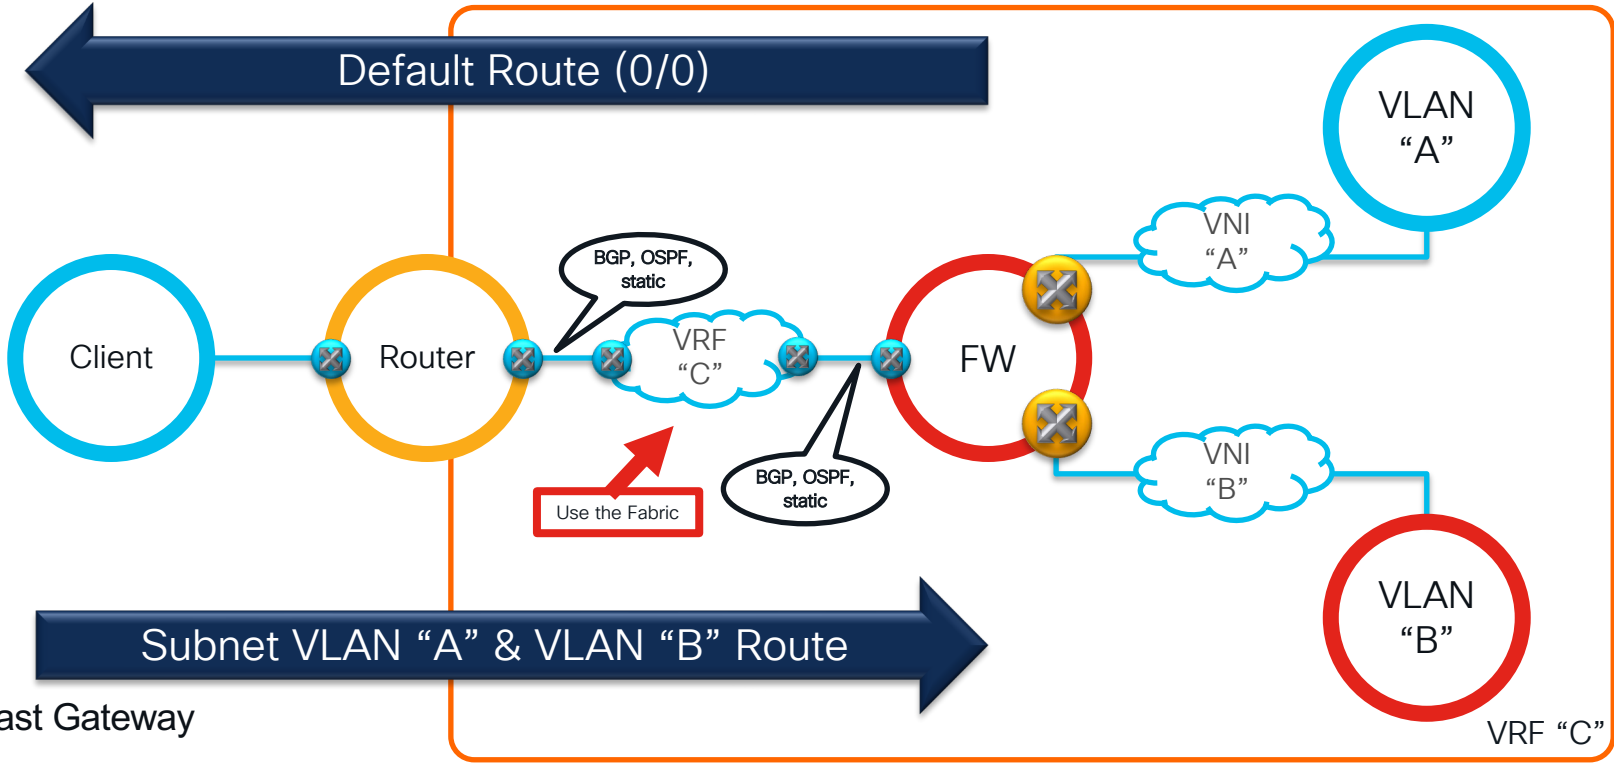 Default Route (0/0)
VLAN
“A”
VNI
“A”
BGP, OSPF,
static
Client
Router
VRF
“C”
FW
VNI
“B”
BGP, OSPF,
static
Use the Fabric
VLAN
“B”
Subnet VLAN “A” & VLAN “B” Route
Gateway
VRF “C”